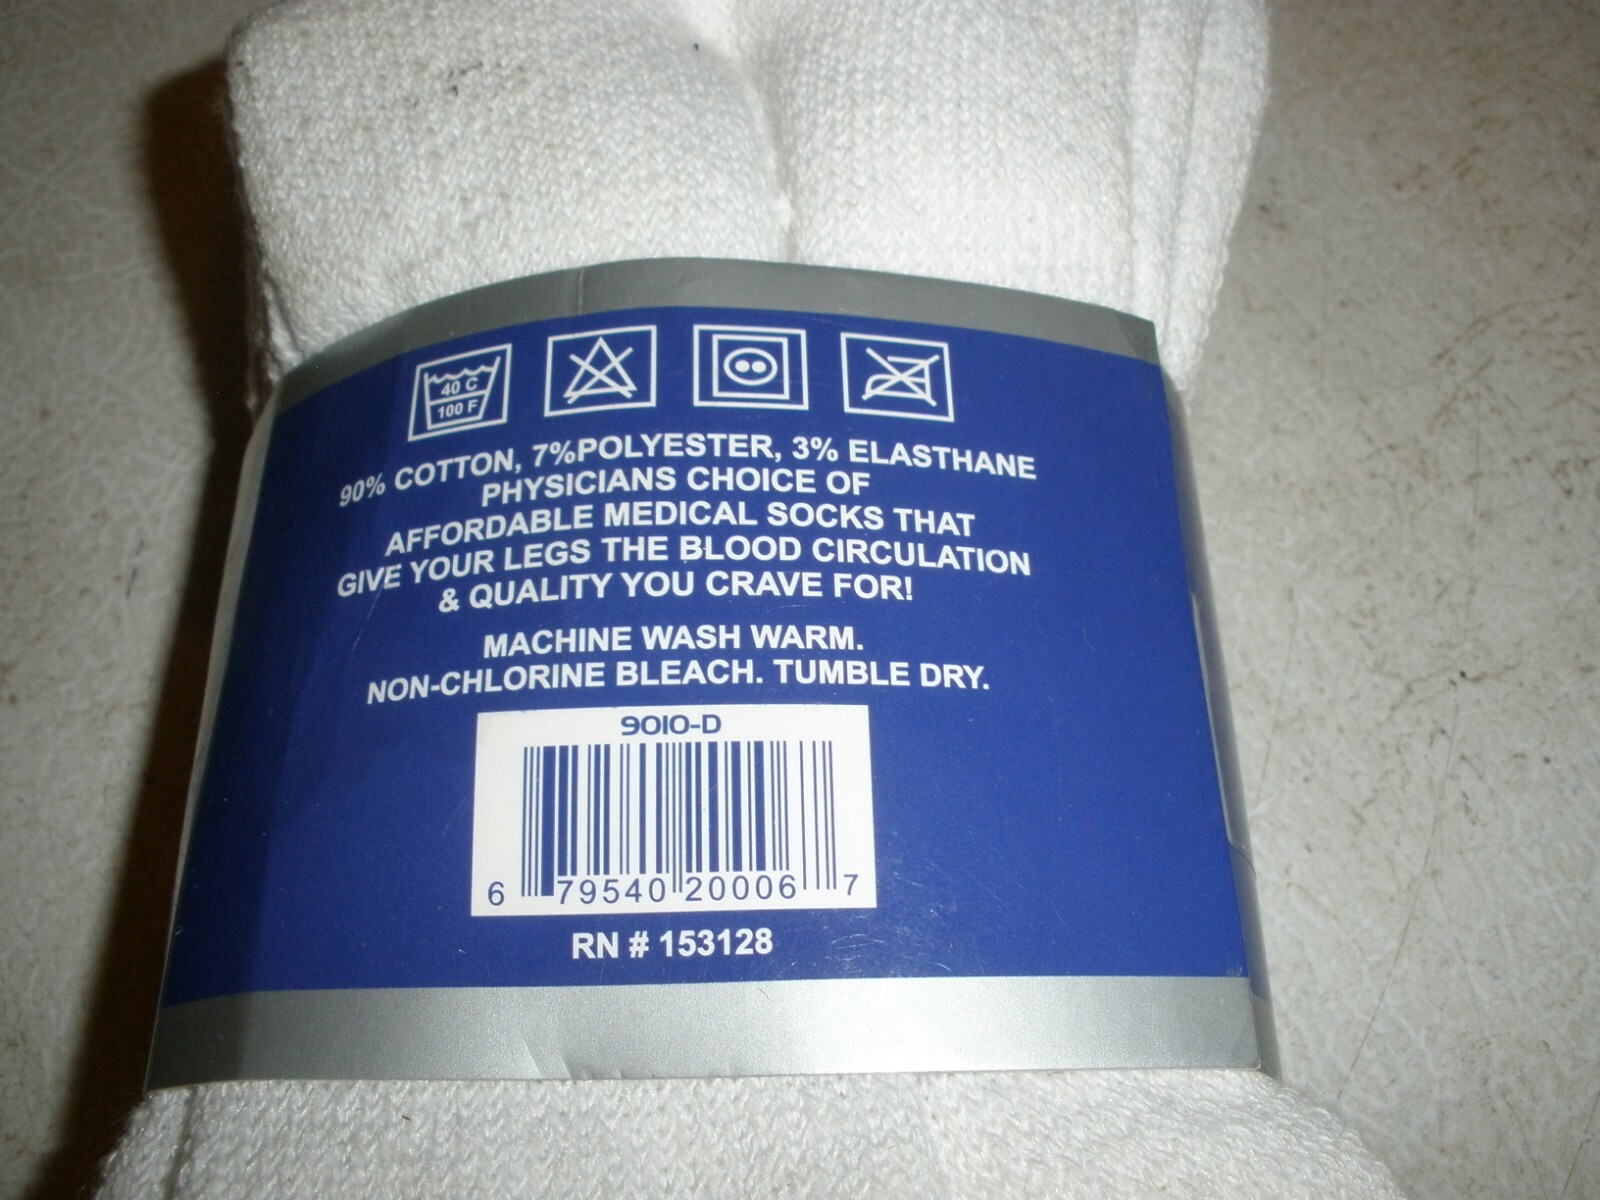 40 C
100 F
90% COTTON, 7%POLYESTER, 3% ELASTHANE
PHYSICIANS CHOICE OF
AFFORDABLE MEDICAL SOCKS THAT
GIVE YOUR LEGS THE BLOOD CIRCULATION
& QUALITY YOU CRAVE FOR!
MACHINE WASH WARM.
NON-CHLORINE BLEACH. TUMBLE DRY.
9010-D
6 79540 20006 7
RN # 153128